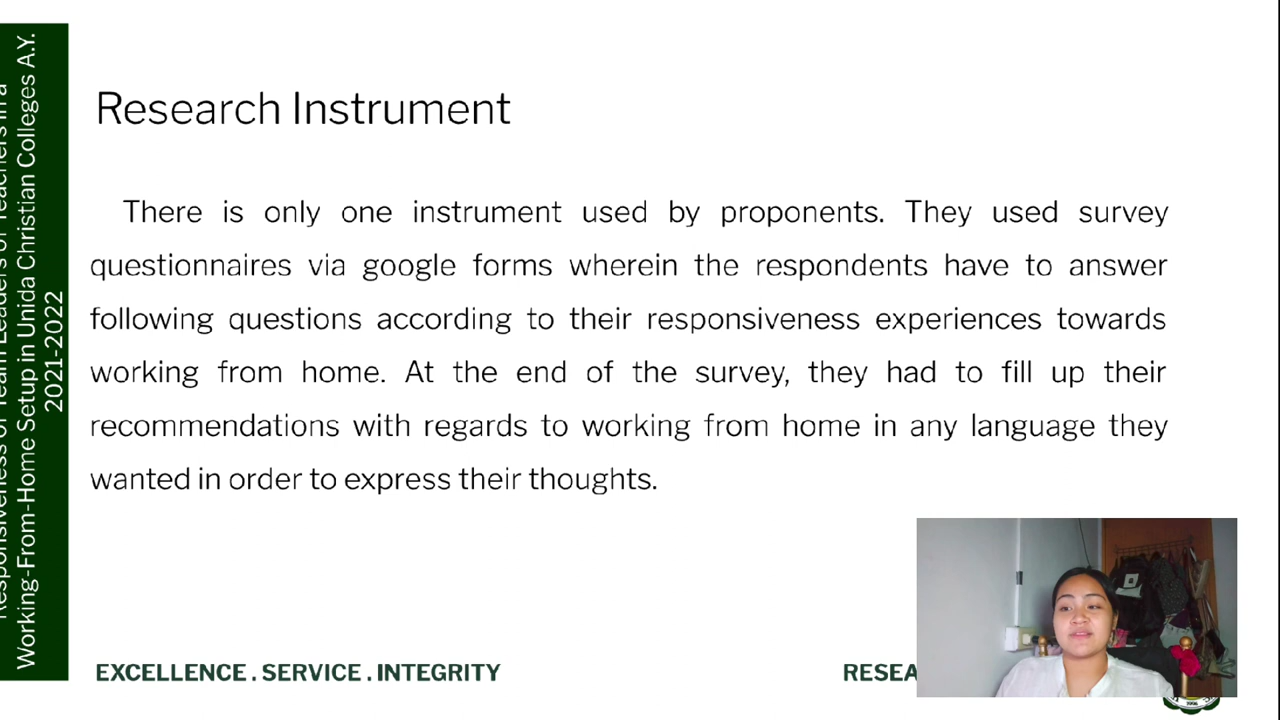 Responsiveness of Team Leaders of Teachers in a
Working-From-Home Setup in Unida Christian Colleges A.Y.
2021-2022
Research Instrument
There is only one instrument used by proponents. They used survey
questionnaires via google forms wherein the respondents have to answer
following questions according to their responsiveness experiences towards
working from home. At the end of the survey, they had to fill up their
recommendations with regards to working from home in any language they
wanted in order to express their thoughts.
EXCELLENCE . SERVICE . INTEGRITY